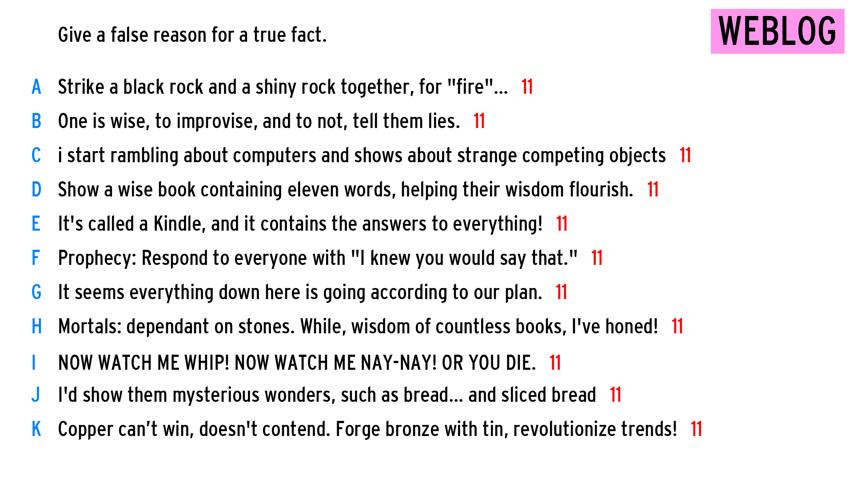 Give a false reason for a true fact.
WEBLOG
A Strike a black rock and a shiny rock together, for "fire"... 11
B One is wise, to improvise, and to not, tell them lies. 11
C i start rambling about computers and shows about strange competing objects 11
D Show a wise book containing eleven words, helping their wisdom flourish. 11
E It's called a Kindle, and it contains the answers to everything! 11
F Prophecy: Respond to everyone with "I knew you would say that." 11
G It seems everything down here is going according to our plan. 11
H Mortals: dependant on stones. While, wisdom of countless books, I've honed! 11
I NOW WATCH ME WHIP! NOW WATCH ME NAY-NAY! OR YOU DIE. 11
J I'd show them mysterious wonders, such as bread... and sliced bread 11
K Copper can’t win, doesn't contend. Forge bronze with tin, revolutionize trends! 11